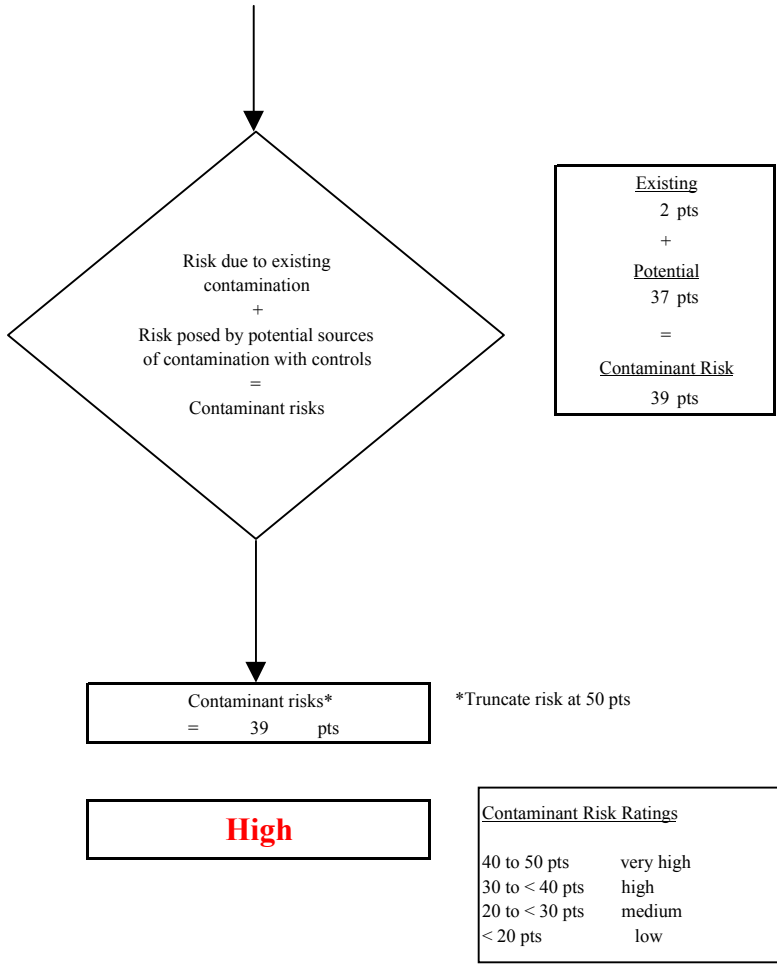 Risk due to existing
contamination
+
Risk posed by potential sources
of contamination with controls
=
Contaminant risks
Existing
2 pts
+
Potential
37 pts
=
Contaminant Risk
39 pts
Contaminant risks*
= 39 pts
*Truncate risk at 50 pts
High
Contaminant Risk Ratings
40 to 50 pts very high
30 to < 40 pts high
20 to < 30 pts medium
< 20 pts low